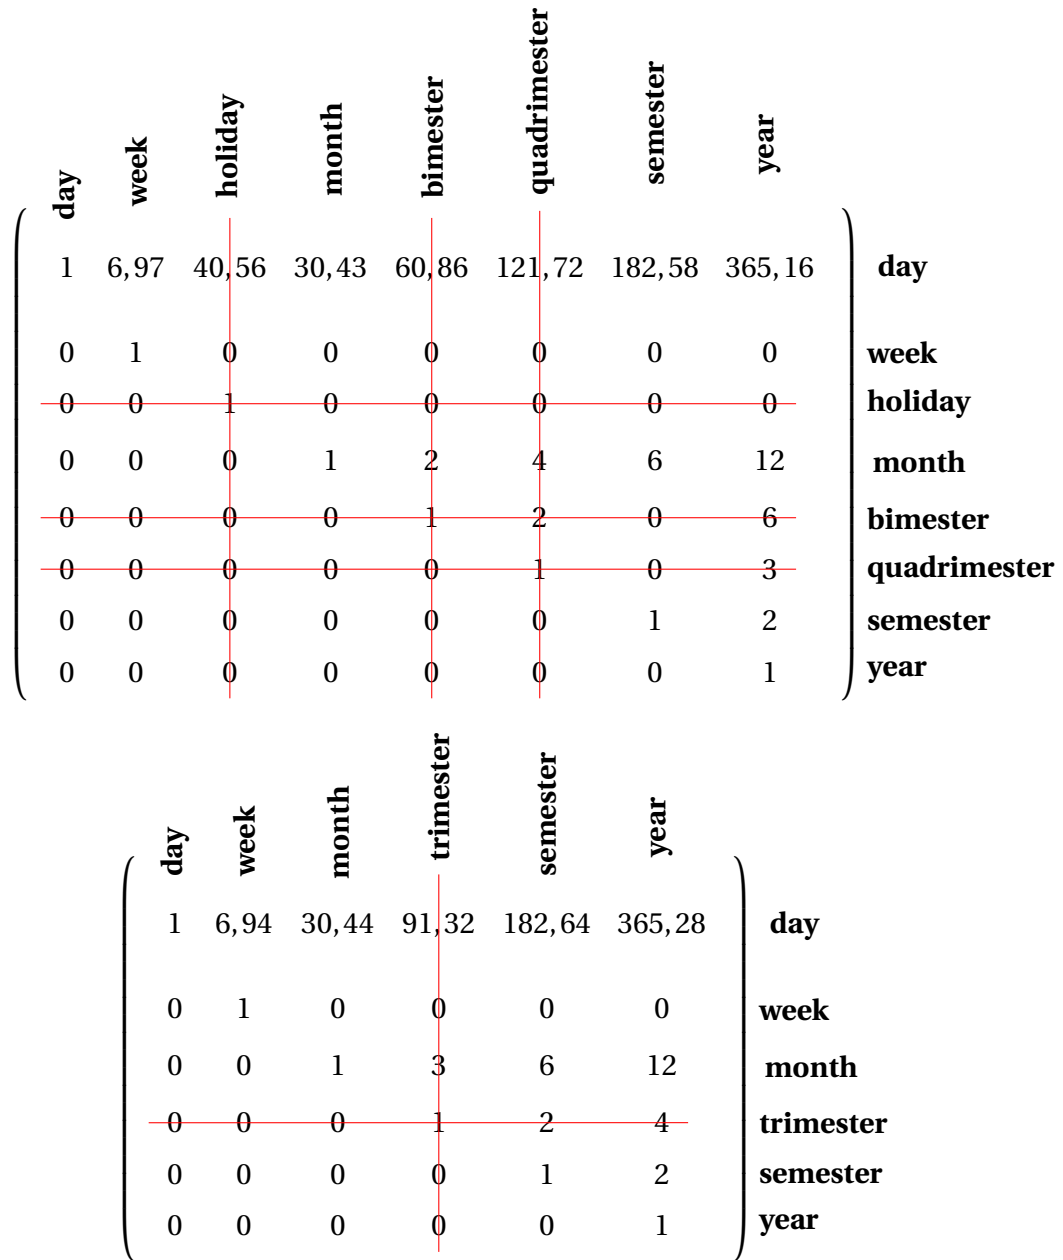 day week holiday month bimester quadrimester semester year
1 6,97 40,56 30,43 60,86 121,72 182,58 365,16 day
0 1 0 0 0 0 0 0 week
0 0 1 0 0 0 0 0 holiday
0 0 0 1 2 4 6 12 month
0 0 0 0 1 2 0 6 bimester
0 0 0 0 0 1 0 3 quadrimester
0 0 0 0 0 0 1 2 semester
0 0 0 0 0 0 0 1 year
day week month trimester semester year
1 6,94 30,44 91,32 182,64 365,28 day
0 1 0 0 0 0 week
0 0 1 3 6 12 month
0 0 0 1 2 4 trimester
0 0 0 0 1 2 semester
0 0 0 0 0 1 year